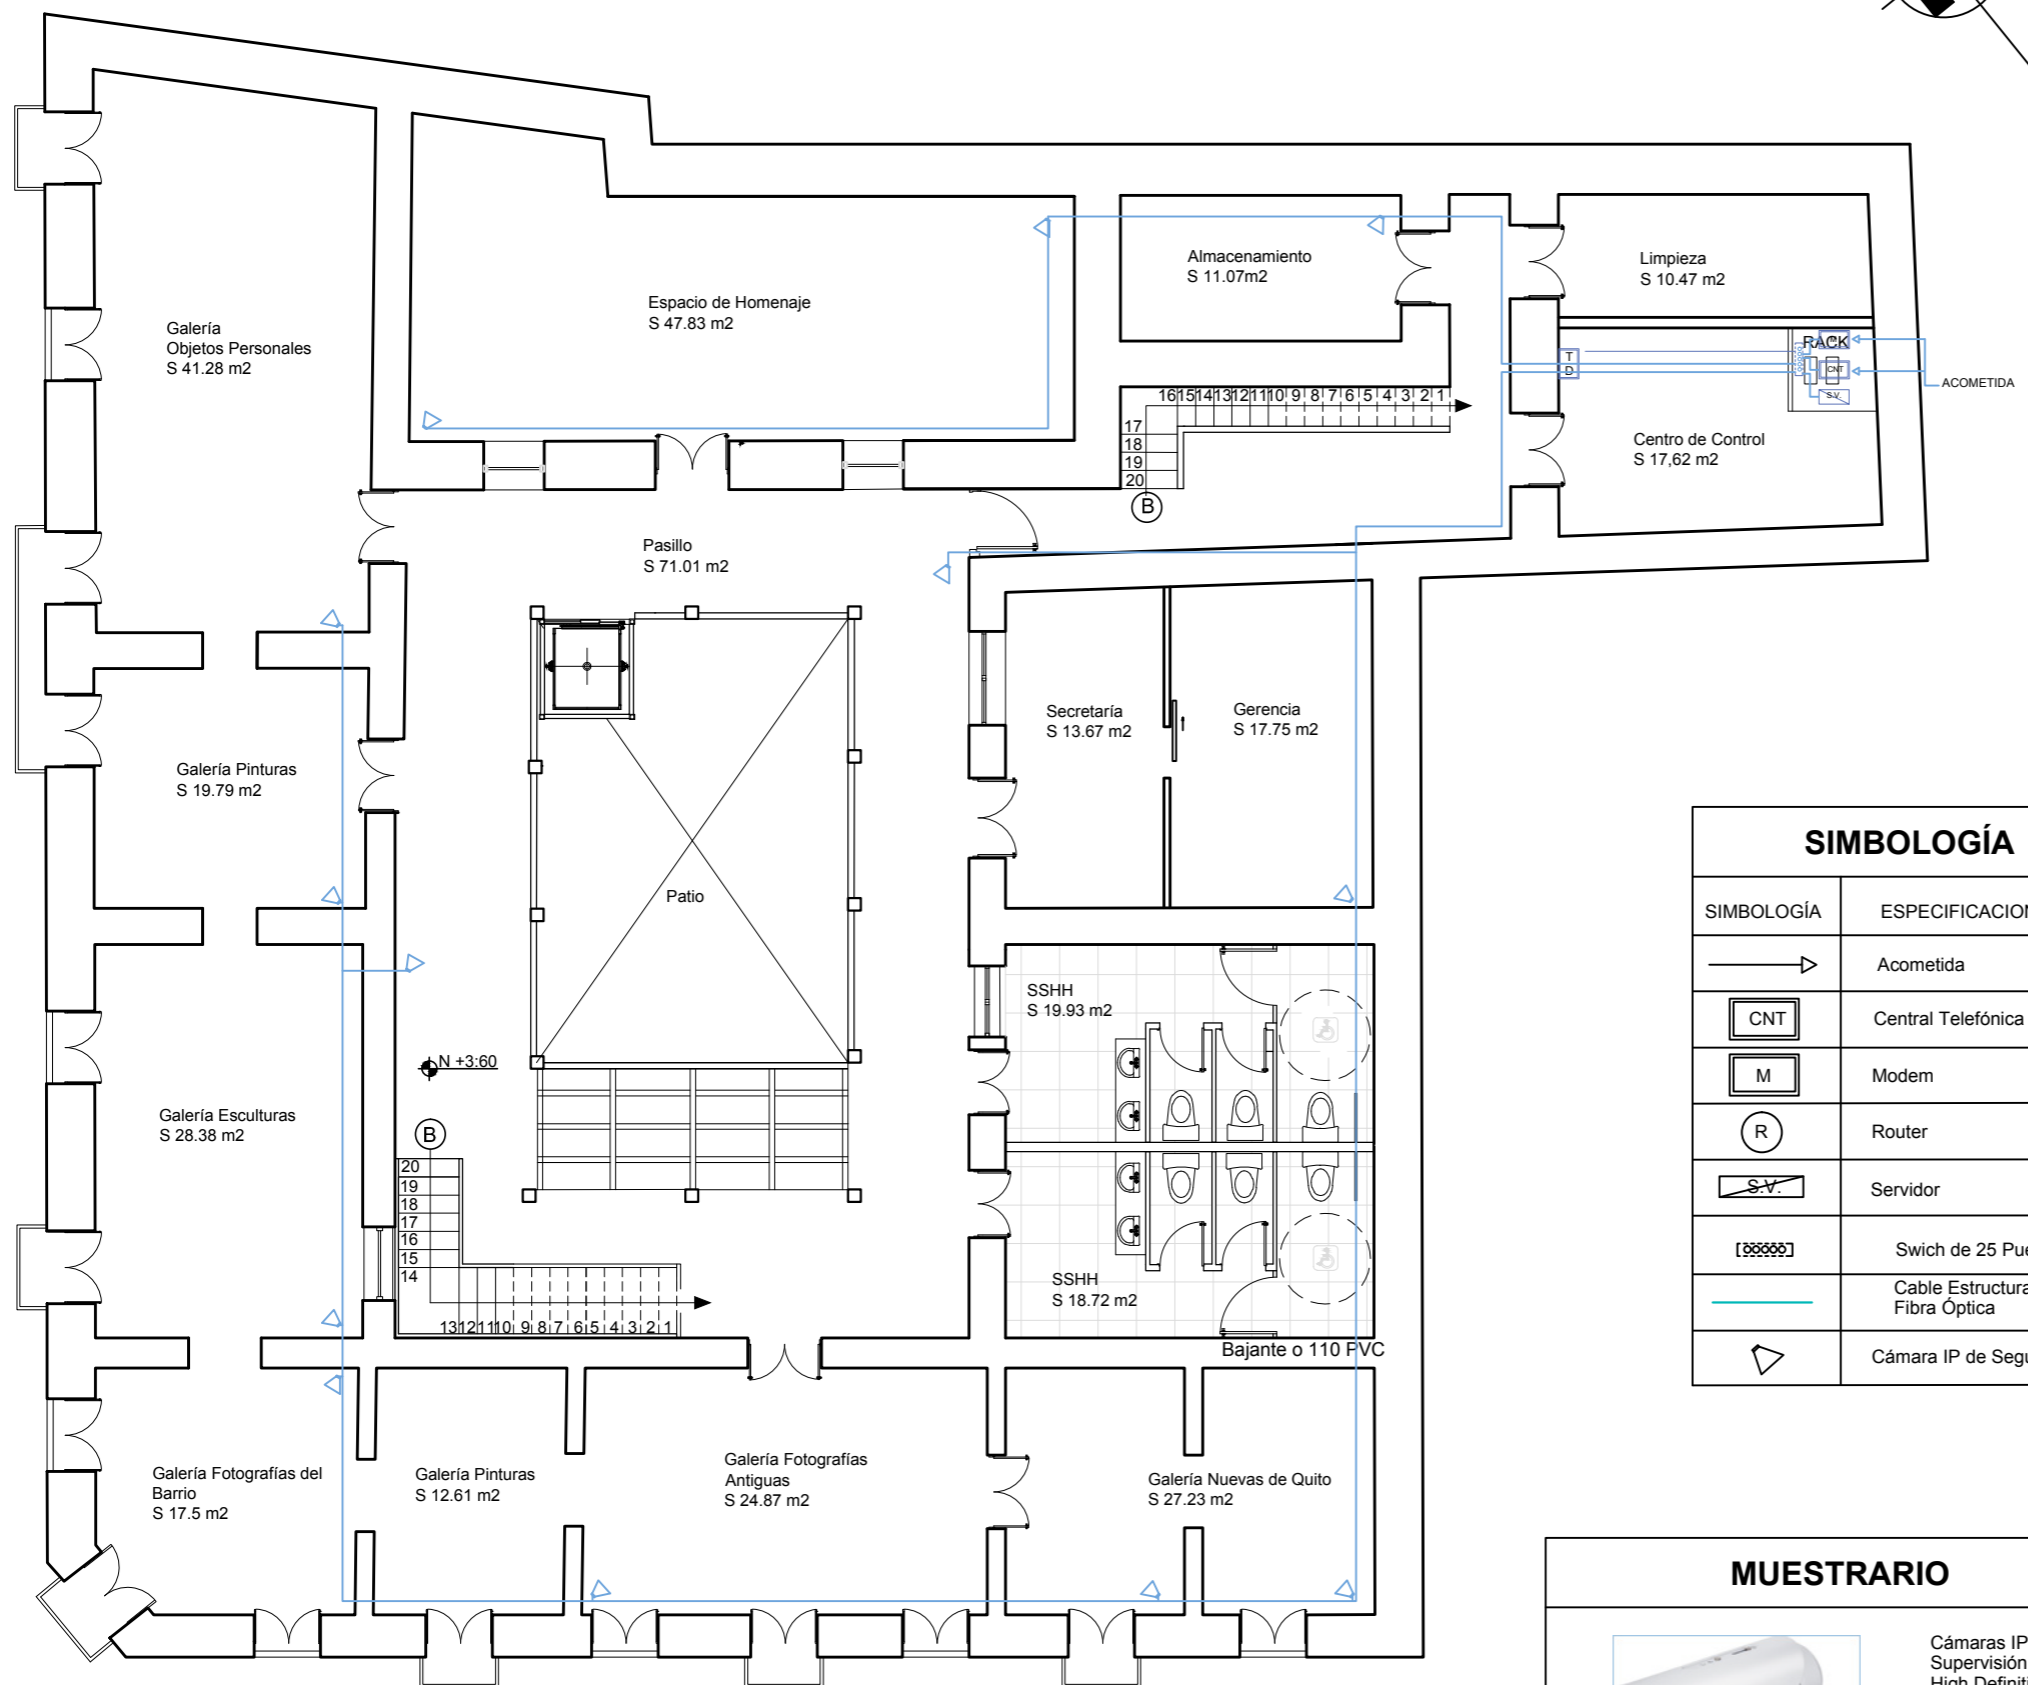 Almacenamiento
S 11.07m2
Limpieza
S 10.47 m2
Espacio de Homenaje
S 47.83 m2
Galería
Objetos Personales
S 41.28 m2
RACK
CNT
S.V.
T
D
ACOMETIDA
Centro de Control
S 17,62 m2
16 15 14 13 12 11 10 9 8 7 6 5 4 3 2 1
17
18
19
20
B
Pasillo
S 71.01 m2
Secretaría
S 13.67 m2
Gerencia
S 17.75 m2
Galería Pinturas
S 19.79 m2
Patio
SSHH
S 19.93 m2
N +3:60
Galería Esculturas
S 28.38 m2
B
20
19
18
17
16
15
14
13 12 11 10 9 8 7 6 5 4 3 2 1
SSHH
S 18.72 m2
Bajante o 110 PVC
Galería Fotografías del
Barrio
S 17.5 m2
Galería Pinturas
S 12.61 m2
Galería Fotografías
Antiguas
S 24.87 m2
Galería Nuevas de Quito
S 27.23 m2
SIMBOLOGÍA
SIMBOLOGÍA ESPECIFICACION
Acometida
CNT Central Telefónica
M Modem
R Router
S.V. Servidor
Swich de 25 Pue
Cable Estructura
Fibra Óptica
Cámara IP de Segu
MUESTRARIO
Cámaras IP
Supervisión
High Definiti